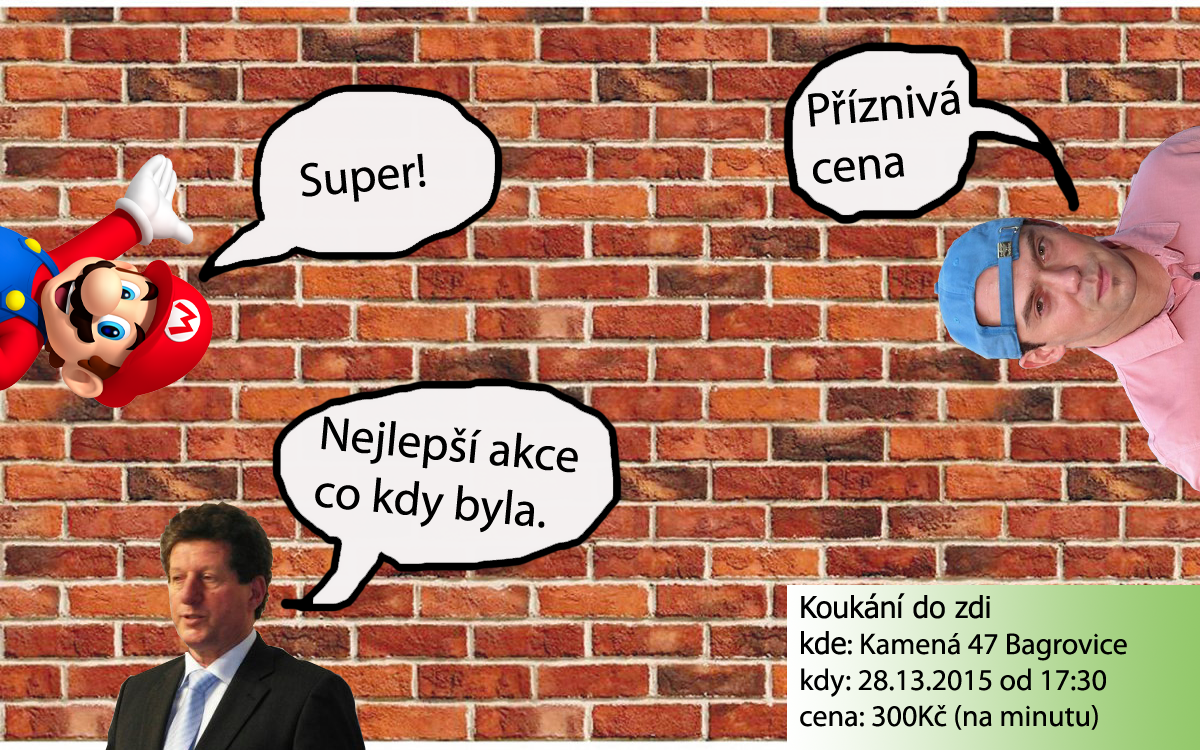 Super!
Příznivá
cena
Nejlepší akce
co kdy byla.
Koukání do zdi
kde: Kamená 47 Bagrovice
kdy: 28.13.2015 od 17:30
cena: 300Kč (na minutu)
M